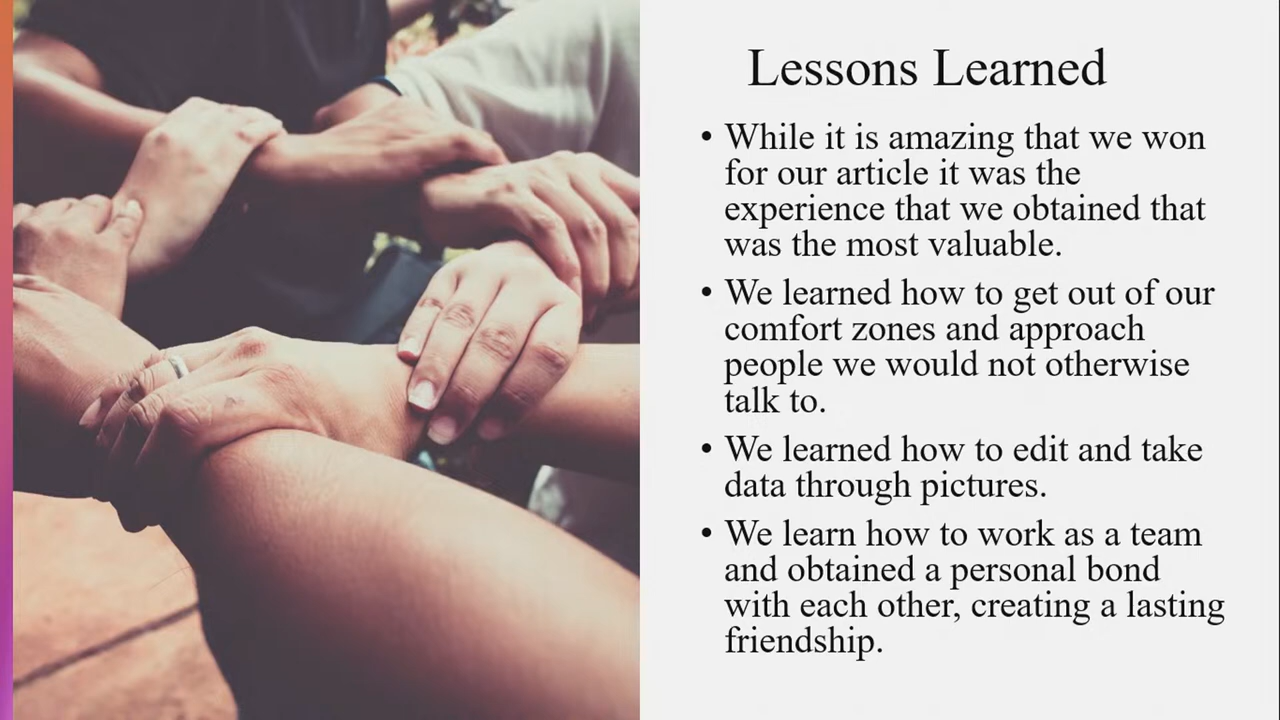 Lessons Learned
• While it is amazing that we won
for our article it was the
experience that we obtained that
was the most valuable.
• We learned how to get out of our
comfort zones and approach
people we would not otherwise
talk to.
• We learned how to edit and take
data through pictures.
• We learn how to work as a team
and obtained a personal bond
with each other, creating a lasting
friendship.